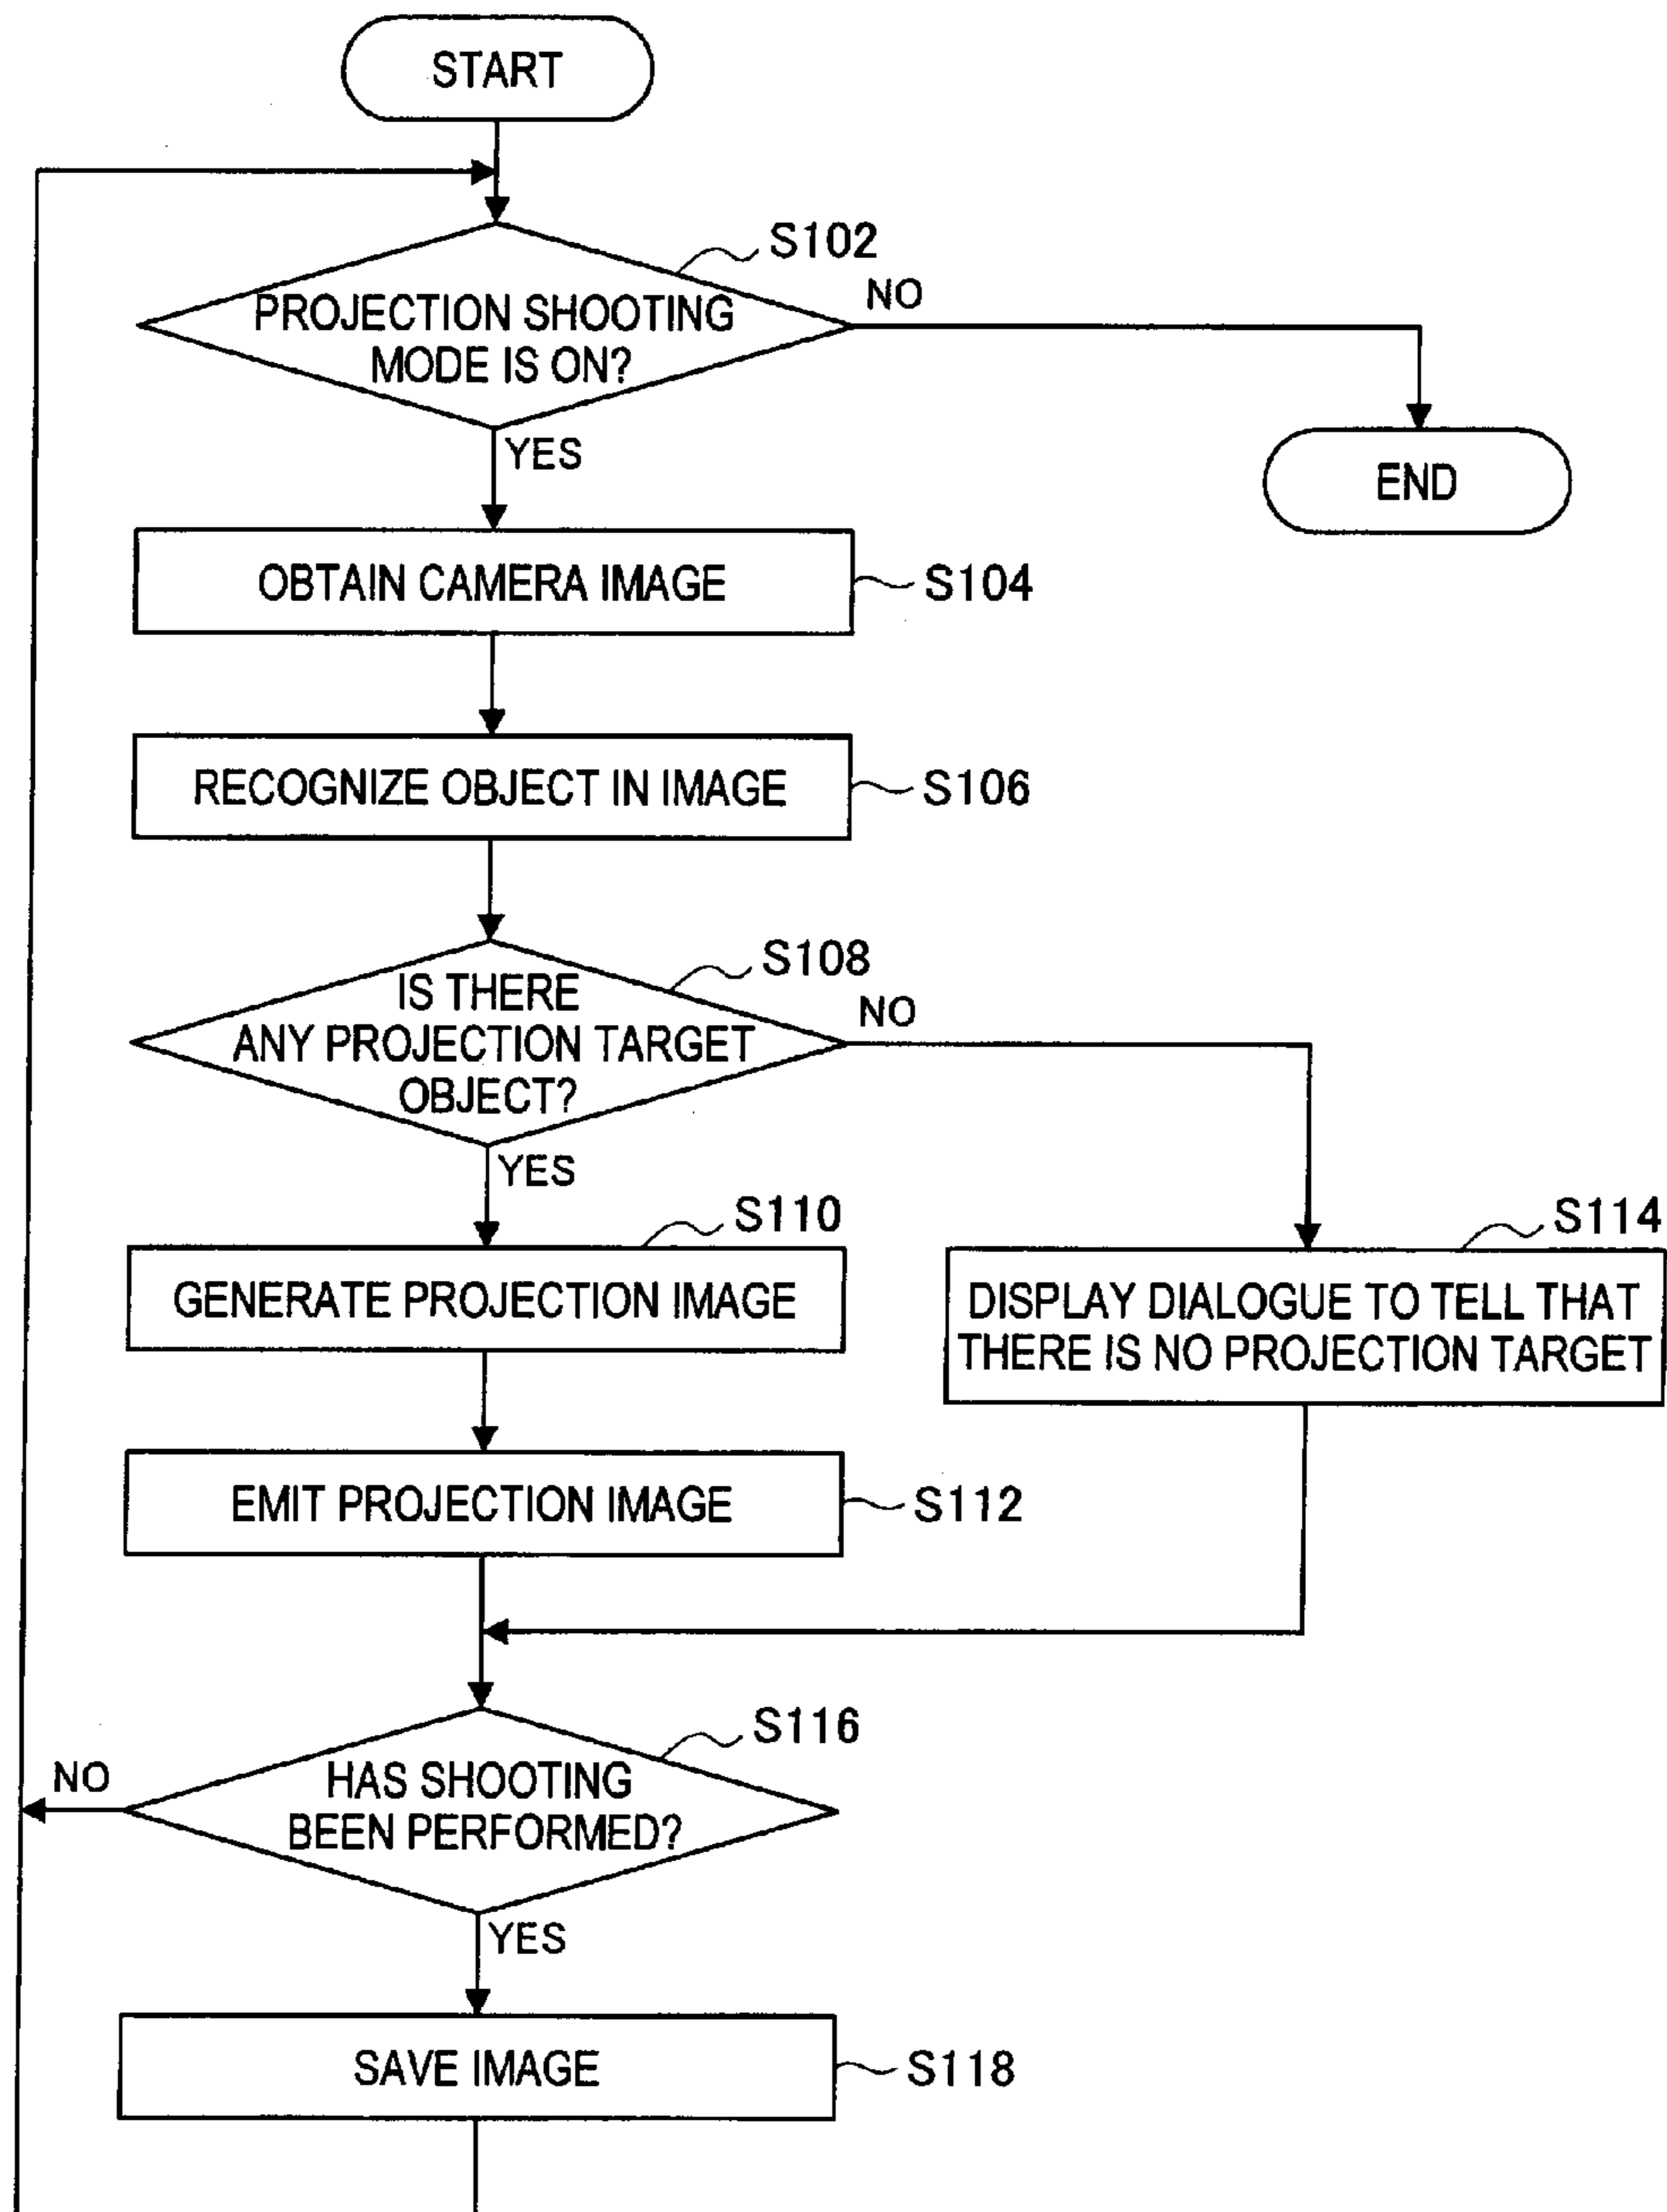 START
S102
PROJECTION SHOOTING
MODE IS ON?
NO
YES
END
OBTAIN CAMERA IMAGE
S104
RECOGNIZE OBJECT IN IMAGE
S106
S108
IS THERE
ANY PROJECTION TARGET
OBJECT?
NO
YES
S110
GENERATE PROJECTION IMAGE
S114
DISPLAY DIALOGUE TO TELL THAT
THERE IS NO PROJECTION TARGET
EMIT PROJECTION IMAGE
S112
S116
HAS SHOOTING
BEEN PERFORMED?
NO
YES
SAVE IMAGE
S118